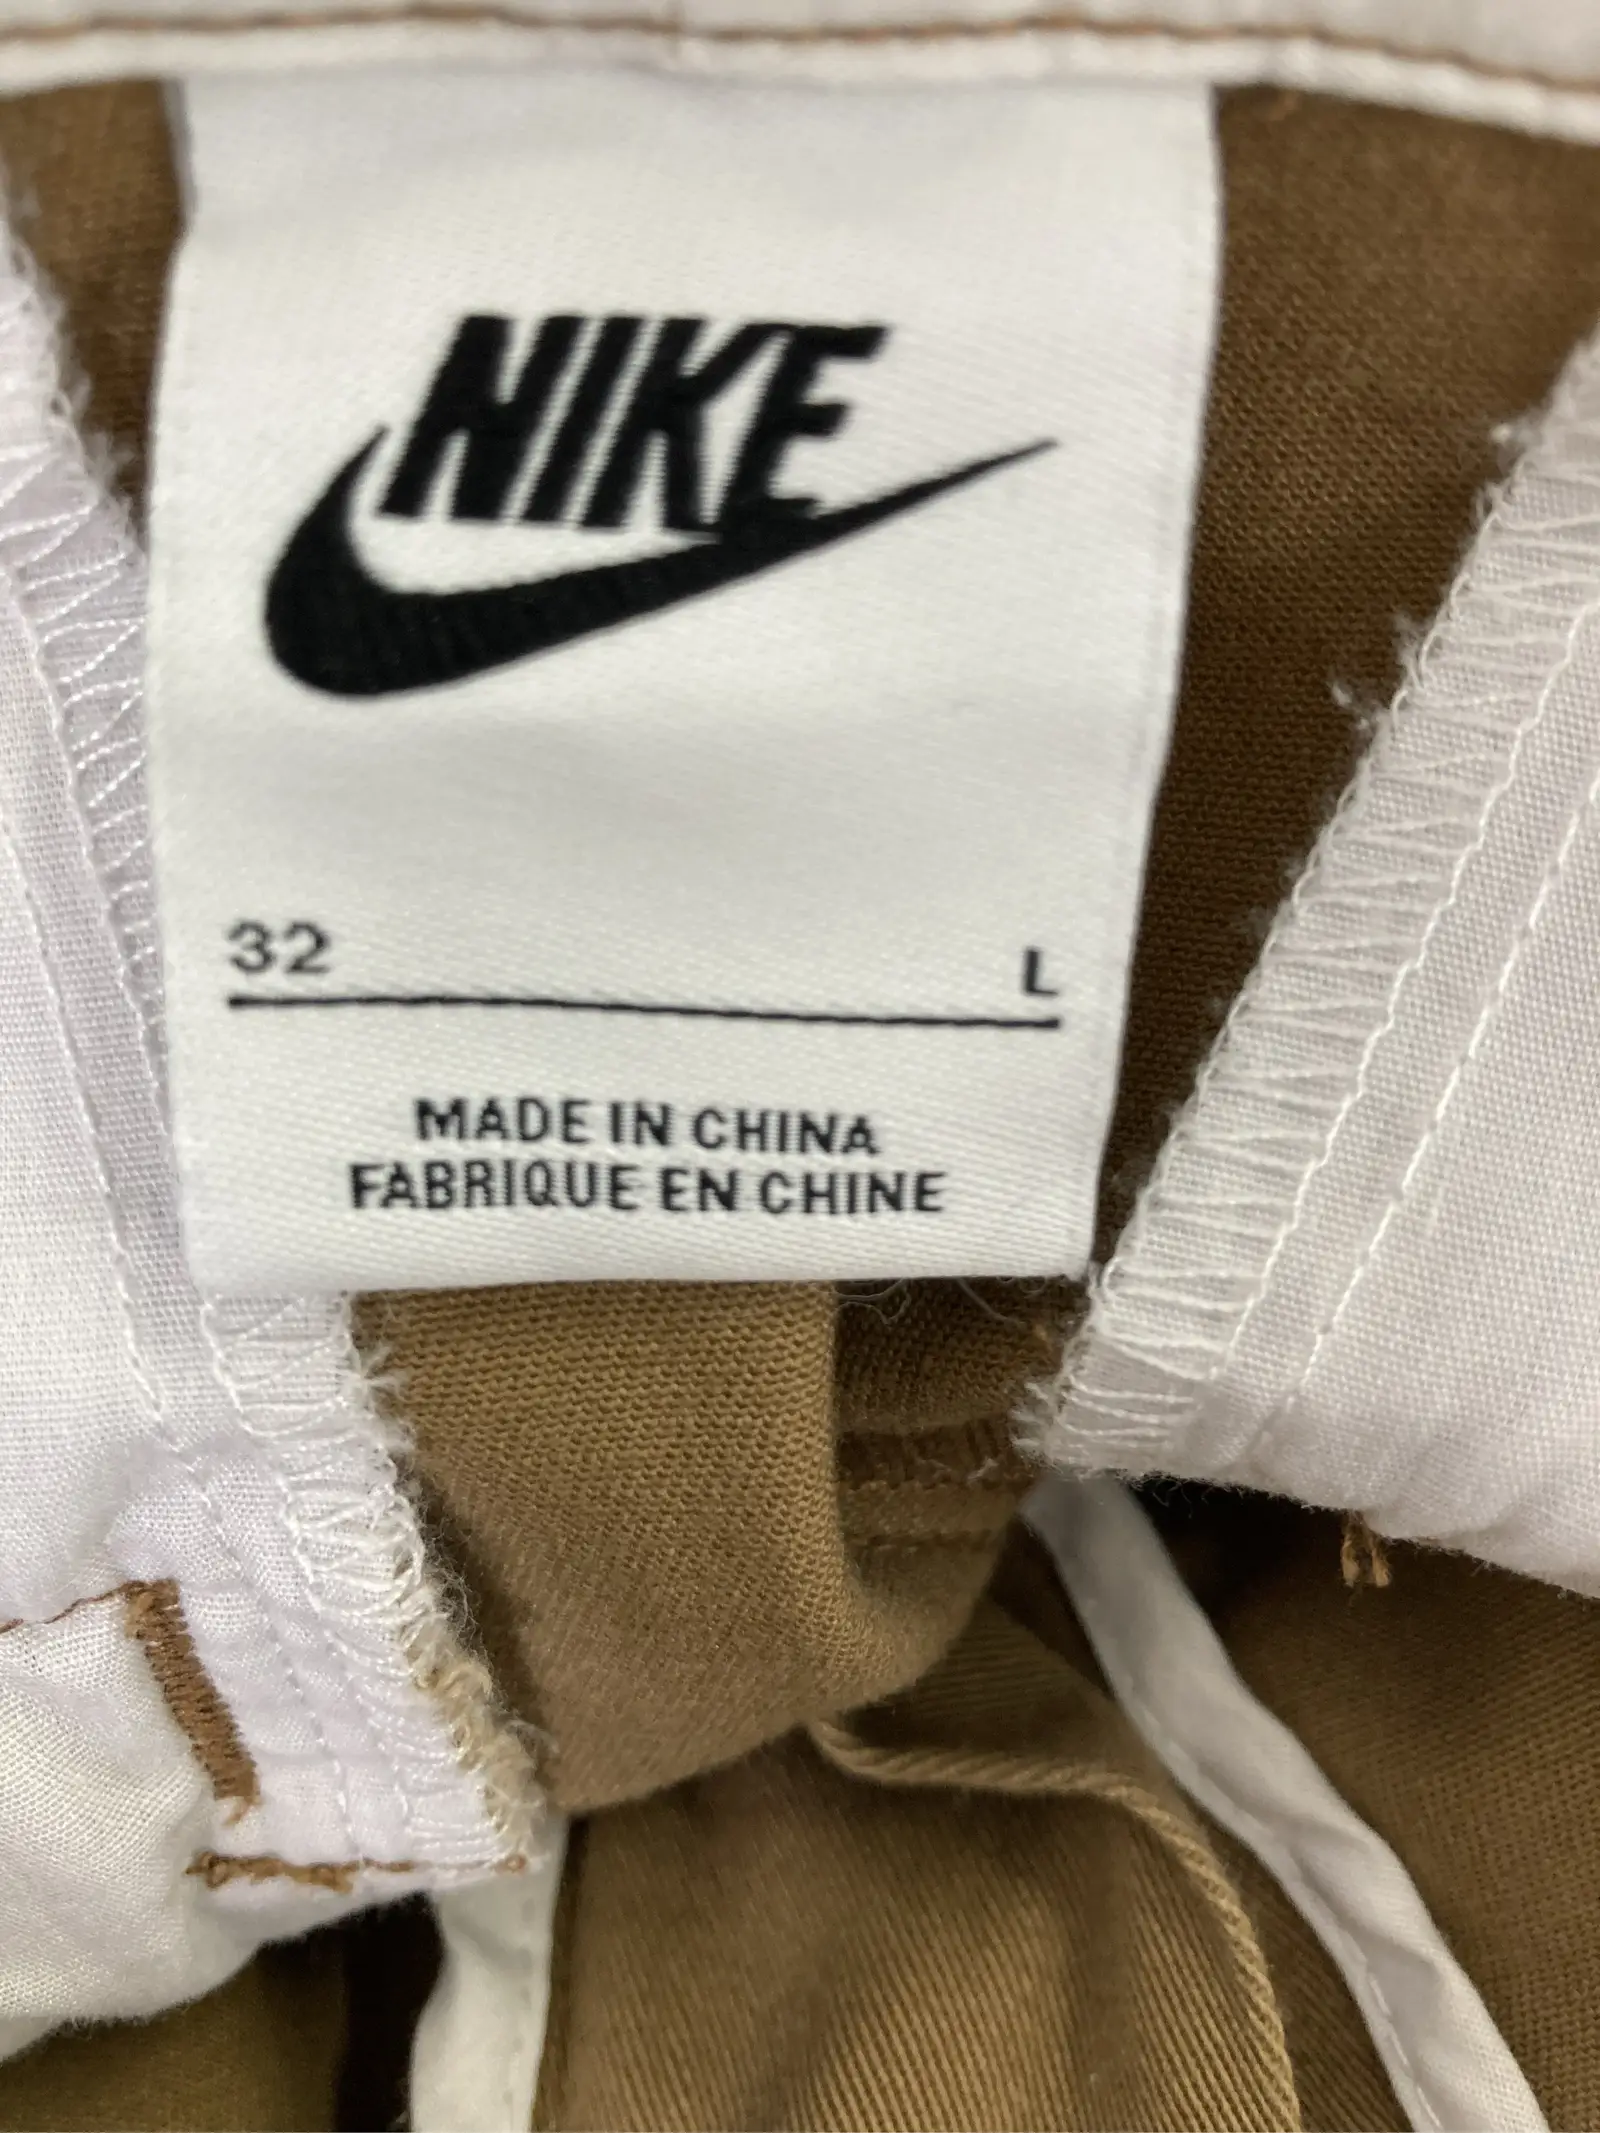 NIKE
32 L
MADE IN CHINA
FABRIQUE EN CHINE